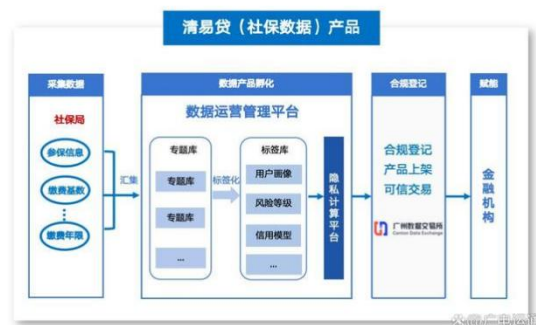 清易贷（社保数据）产品
采集数据
社保局
参保信息
缴费基数
缴费年限
汇集
数据产品孵化
数据运营管理平台
专题库
专题库
专题库
...
标签化
标签库
用户画像
风险等级
信用模型
...
隐私计算平台
合规登记
合规登记
产品上架
可信交易
广州数据交易所
Canton Data Exchange
赋能
金融机构